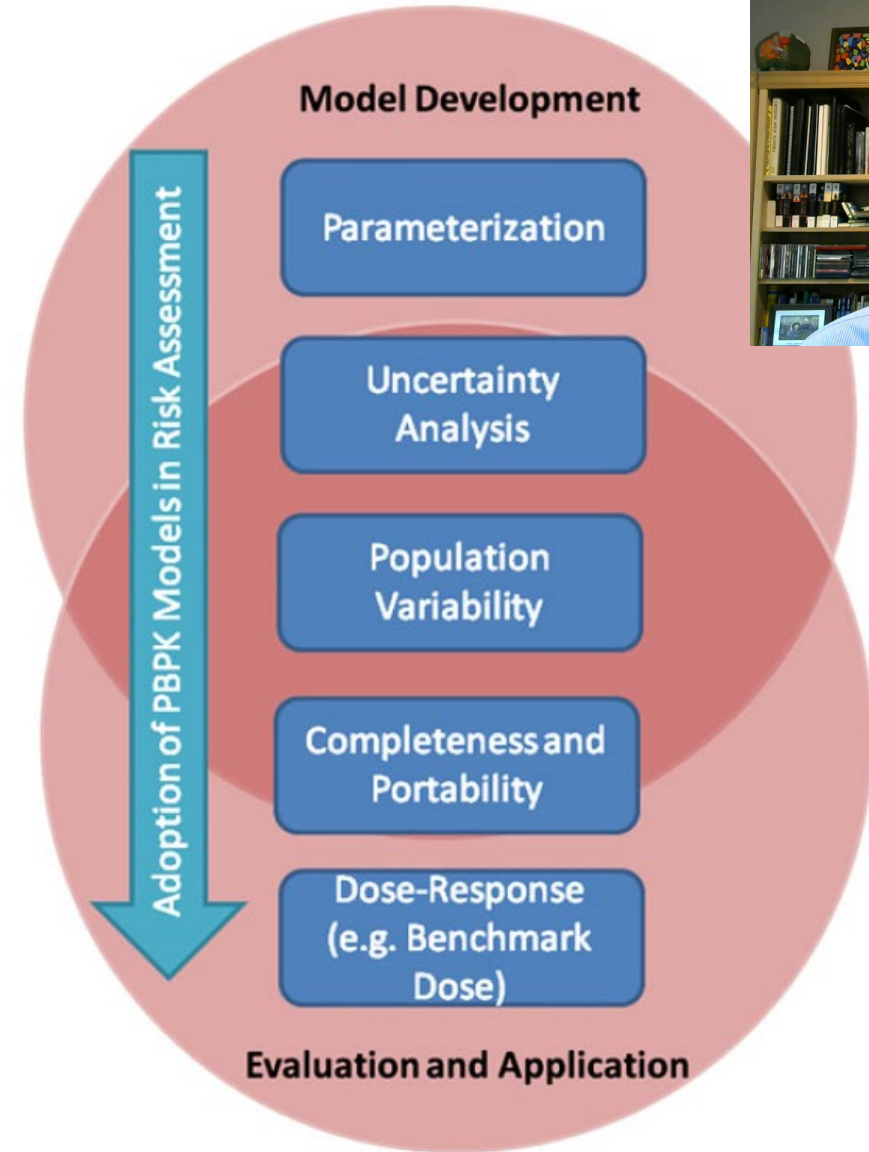 Model Development
Adoption of PBPK Models in Risk Assessment
Parameterization
Uncertainty
Analysis
Population
Variability
Completeness and
Portability
Dose-Response
(e.g. Benchmark
Dose)
Evaluation and Application